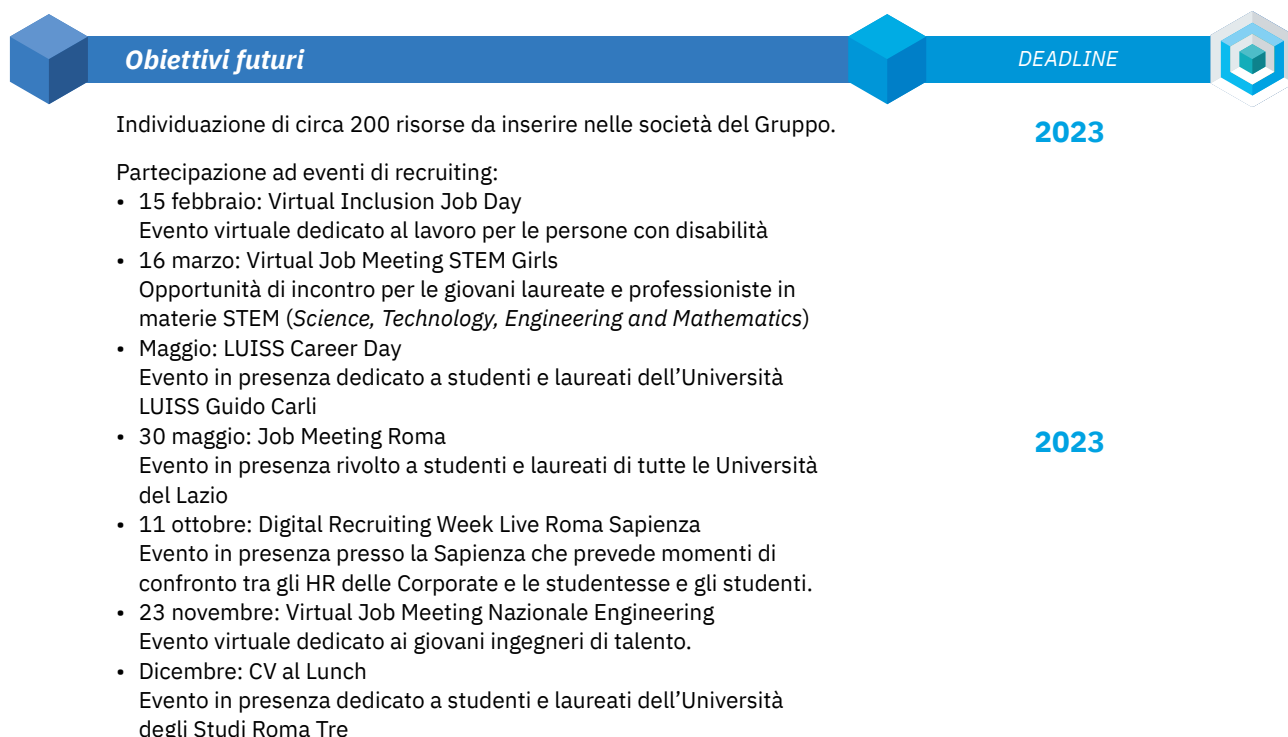 Obiettivi futuri
DEADLINE
Individuazione di circa 200 risorse da inserire nelle società del Gruppo.
2023
Partecipazione ad eventi di recruiting:
• 15 febbraio: Virtual Inclusion Job Day
Evento virtuale dedicato al lavoro per le persone con disabilità
• 16 marzo: Virtual Job Meeting STEM Girls
Opportunità di incontro per le giovani laureate e professioniste in
materie STEM (Science, Technology, Engineering and Mathematics)
• Maggio: LUISS Career Day
Evento in presenza dedicato a studenti e laureati dell’Università
LUISS Guido Carli
• 30 maggio: Job Meeting Roma
Evento in presenza rivolto a studenti e laureati di tutte le Università
del Lazio
2023
• 11 ottobre: Digital Recruiting Week Live Roma Sapienza
Evento in presenza presso la Sapienza che prevede momenti di
confronto tra gli HR delle Corporate e le studentesse e gli studenti.
• 23 novembre: Virtual Job Meeting Nazionale Engineering
Evento virtuale dedicato ai giovani ingegneri di talento.
• Dicembre: CV al Lunch
Evento in presenza dedicato a studenti e laureati dell’Università
degli Studi Roma Tre